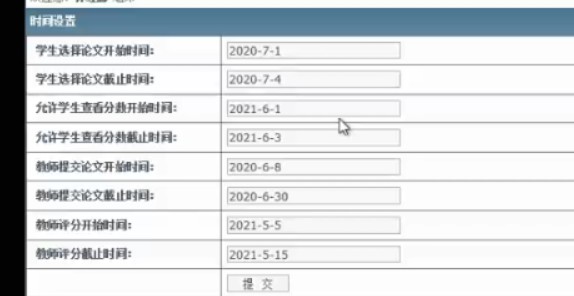 时间设置
学生选择论文开始时间: 2020-7-1
学生选择论文截止时间: 2020-7-4
允许学生查看分数开始时间: 2021-6-1
允许学生查看分数截止时间: 2021-6-3
教师提交论文开始时间: 2020-6-8
教师提交论文截止时间: 2020-6-30
教师评分开始时间: 2021-5-5
教师评分截止时间: 2021-5-15
提 交